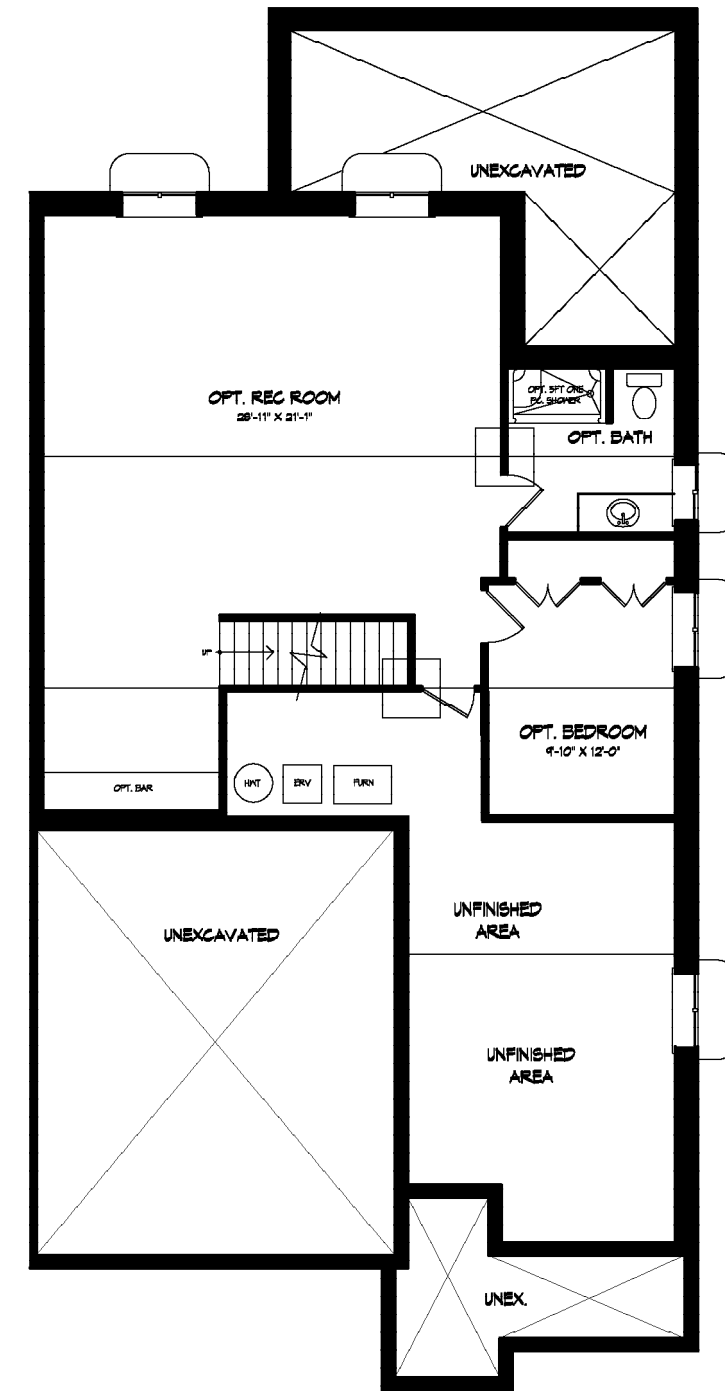 UNEXCAVATED
OPT. REC ROOM
28'-11" X 21'-1"
OPT. 5FT ONE
PC. SHOWER
OPT. BATH
UP
OPT. BEDROOM
9'-10" X 12'-0"
HWT
ERV
FURN
OPT. BAR
UNFINISHED
AREA
UNEXCAVATED
UNFINISHED
AREA
UNEX.